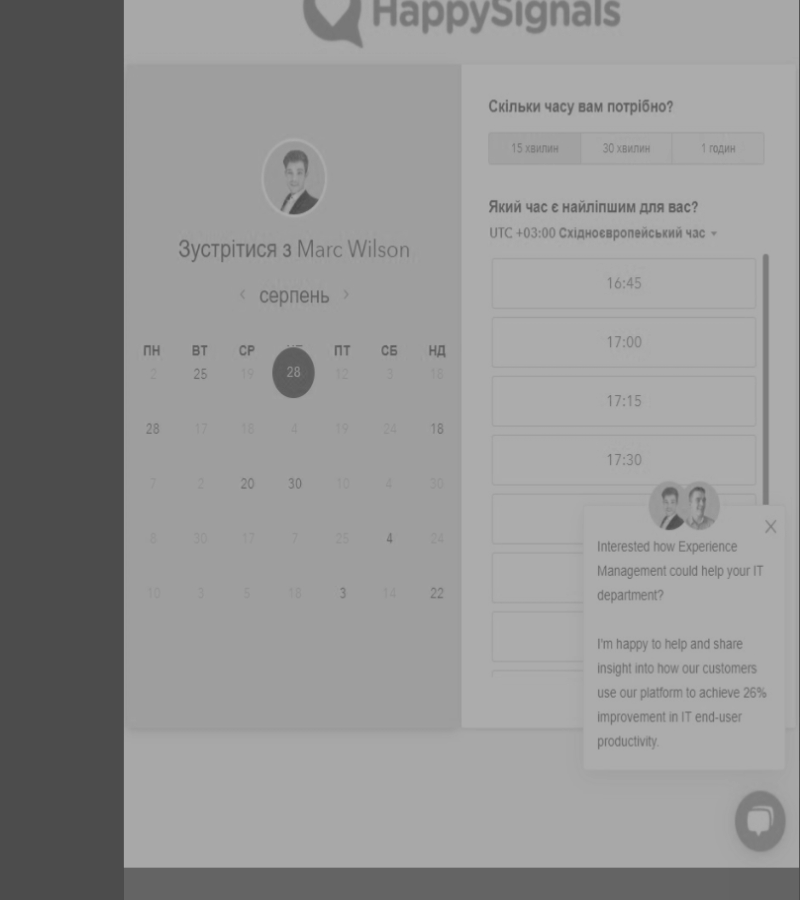 HappySignals
Зустрітися з Marc Wilson
серпень
ПН ВТ СР ПТ СБ НД
2 25 19 28 12 3 18
28 17 16 4 19 24 18
7 2 20 30 10 4 30
8 30 17 7 25 4 24
10 3 5 18 3 14 22
Скільки часу вам потрібно?
15 хвилин 30 хвилин 1 годин
Який час є найліпшим для вас?
UTC +03:00 Східноєвропейський час
16:45
17:00
17:15
17:30
Interested how Experience
Management could help your IT
department?
I'm happy to help and share
insight into how our customers
use our platform to achieve 26%
improvement in IT end-user
productivity.